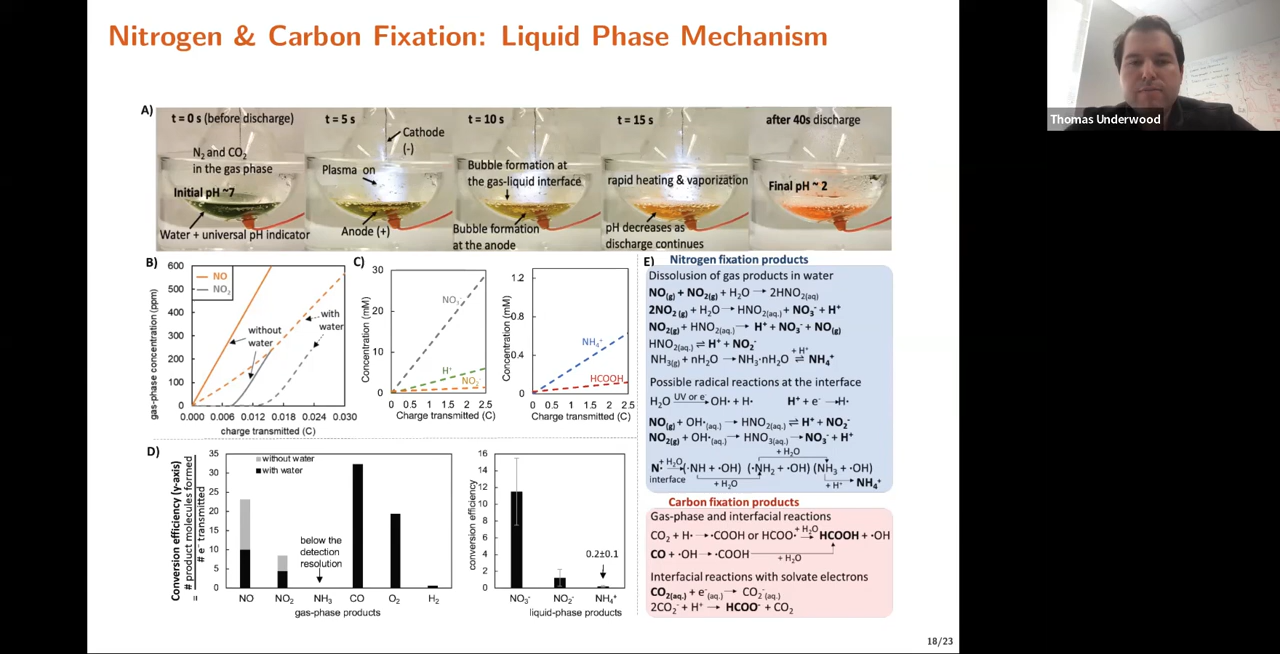 Nitrogen & Carbon Fixation: Liquid Phase Mechanism
Thomas Underwood
A)
t = 0 s (before discharge)
N₂ and CO₂
in the gas phase
Initial pH ~7
Water + universal pH indicator
t = 5 s
Cathode
(-)
Plasma on
Anode (+)
t = 10 s
Bubble formation at
the gas-liquid interface
Bubble formation
at the anode
t = 15 s
rapid heating & vaporization
pH decreases as
discharge continues
after 40s discharge
Final pH ~ 2
B)
gas-phase concentration (ppm)
600
500
400
300
200
100
0
NO
NO₂
without
water
with
water
0.000 0.006 0.012 0.018 0.024 0.030
charge transmitted (C)
C)
Concentration (mM)
30
20
10
0
NO₃⁻
H⁺
NO₂⁻
0 0.5 1 1.5 2 2.5
Charge transmitted (C)
Concentration (mM)
1.2
0.8
0.4
0
NH₄⁺
HCOOH
0 0.5 1 1.5 2 2.5
Charge transmitted (C)
D)
Conversion efficiency (y-axis)
= # product molecules formed
# e⁻ transmitted
35
30
25
20
15
10
5
0
without water
with water
below the
detection
resolution
NO NO₂ NH₃ CO O₂ H₂
gas-phase products
conversion efficiency
16
14
12
10
8
6
4
2
0
0.2±0.1
NO₃⁻ NO₂⁻ NH₄⁺
liquid-phase products
E)
Nitrogen fixation products
Dissolusion of gas products in water
NO(g) + NO₂(g) + H₂O → 2HNO₂(aq)
2NO₂ (g) + H₂O → HNO₂(aq.) + NO₃⁻ + H⁺
NO₂(g) + HNO₂(aq.) → H⁺ + NO₃⁻ + NO(g)
HNO₂(aq.) ⇌ H⁺ + NO₂⁻
NH₃(g) + nH₂O → NH₃·nH₂O ⇌ + H⁺ NH₄⁺
Possible radical reactions at the interface
H₂O UV or e⁻ → OH· + H· H⁺ + e⁻ → H·
NO(g) + OH·(aq.) → HNO₂(aq.) ⇌ H⁺ + NO₂⁻
NO₂(g) + OH·(aq.) → HNO₃(aq.) → NO₃⁻ + H⁺
+ H₂O
N· + H₂O → (·NH + ·OH) (·NH₂ + ·OH) (NH₃ + ·OH)
interface + H₂O + H⁺ → NH₄⁺
Carbon fixation products
Gas-phase and interfacial reactions
CO₂ + H· → ·COOH or HCOO· + H₂O → HCOOH + ·OH
CO + ·OH → ·COOH
+ H₂O
Interfacial reactions with solvate electrons
CO₂(aq.) + e⁻(aq.) → CO₂⁻(aq.)
2CO₂⁻ + H⁺ → HCOO⁻ + CO₂
18/23